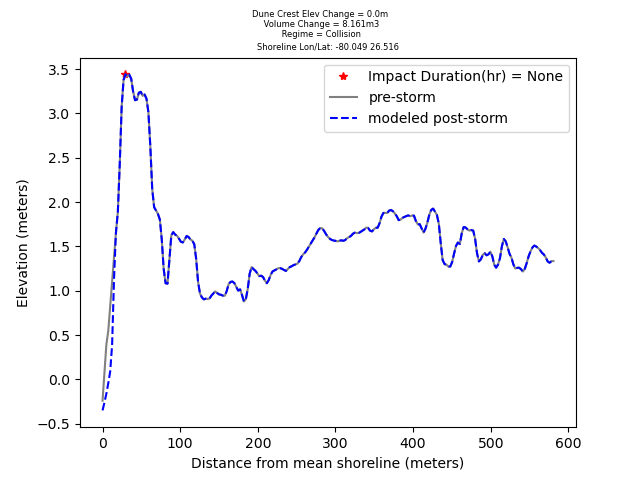 Dune Crest Elev Change = 0.0m
Volume Change = 8.161m3
Regime = Collision
Shoreline Lon/Lat: -80.049 26.516
Impact Duration(hr) = None
pre-storm
modeled post-storm
Elevation (meters)
3.5
3.0
2.5
2.0
1.5
1.0
0.5
0.0
−0.5
0 100 200 300 400 500 600
Distance from mean shoreline (meters)